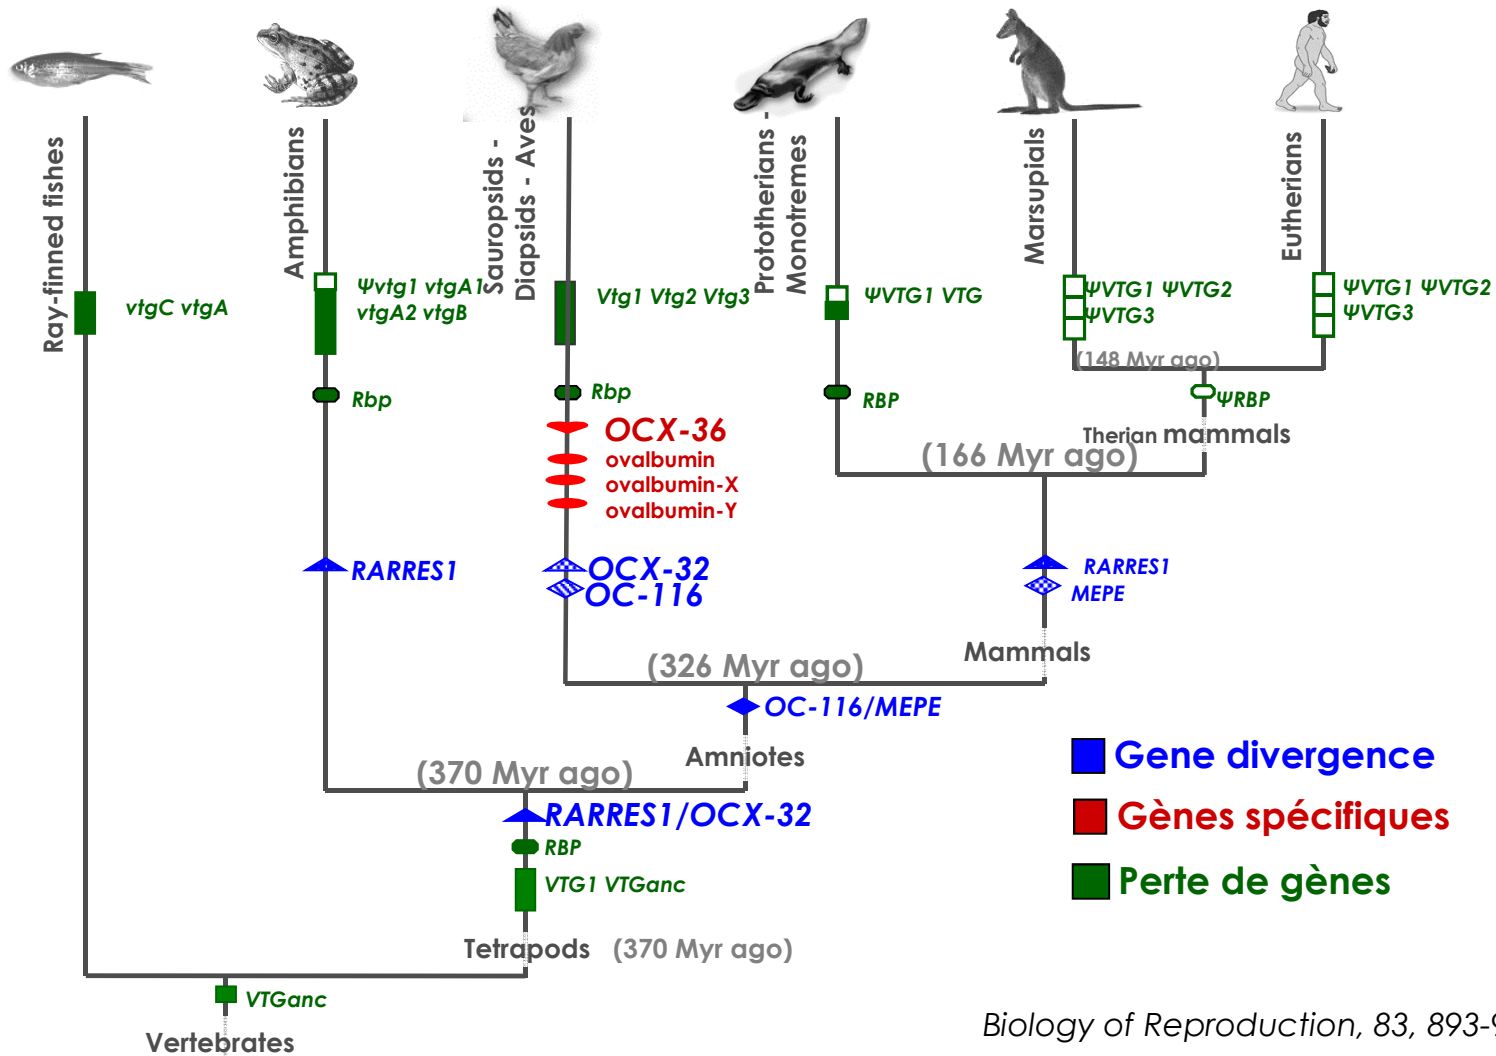 Ray-finned fishes
Amphibians
Sauropsids -
Diapsids - Aves
Prototherians -
Monotremes
Marsupials
Eutherians
vtgC vtgA
Ψvtg1 vtgA1
vtgA2 vtgB
Vtg1 Vtg2 Vtg3
ΨVTG1 VTG
ΨVTG1 ΨVTG2
ΨVTG3
ΨVTG1 ΨVTG2
ΨVTG3
(148 Myr ago)
Rbp
Rbp
RBP
ΨRBP
OCX-36
ovalbumin
ovalbumin-X
ovalbumin-Y
Therian mammals
(166 Myr ago)
RARRES1
OCX-32
OC-116
RARRES1
MEPE
Mammals
(326 Myr ago)
OC-116/MEPE
Amniotes
(370 Myr ago)
RARRES1/OCX-32
RBP
VTG1 VTGanc
Tetrapods (370 Myr ago)
VTGanc
Vertebrates
Gene divergence
Gènes spécifiques
Perte de gènes
Biology of Reproduction, 83, 893-9